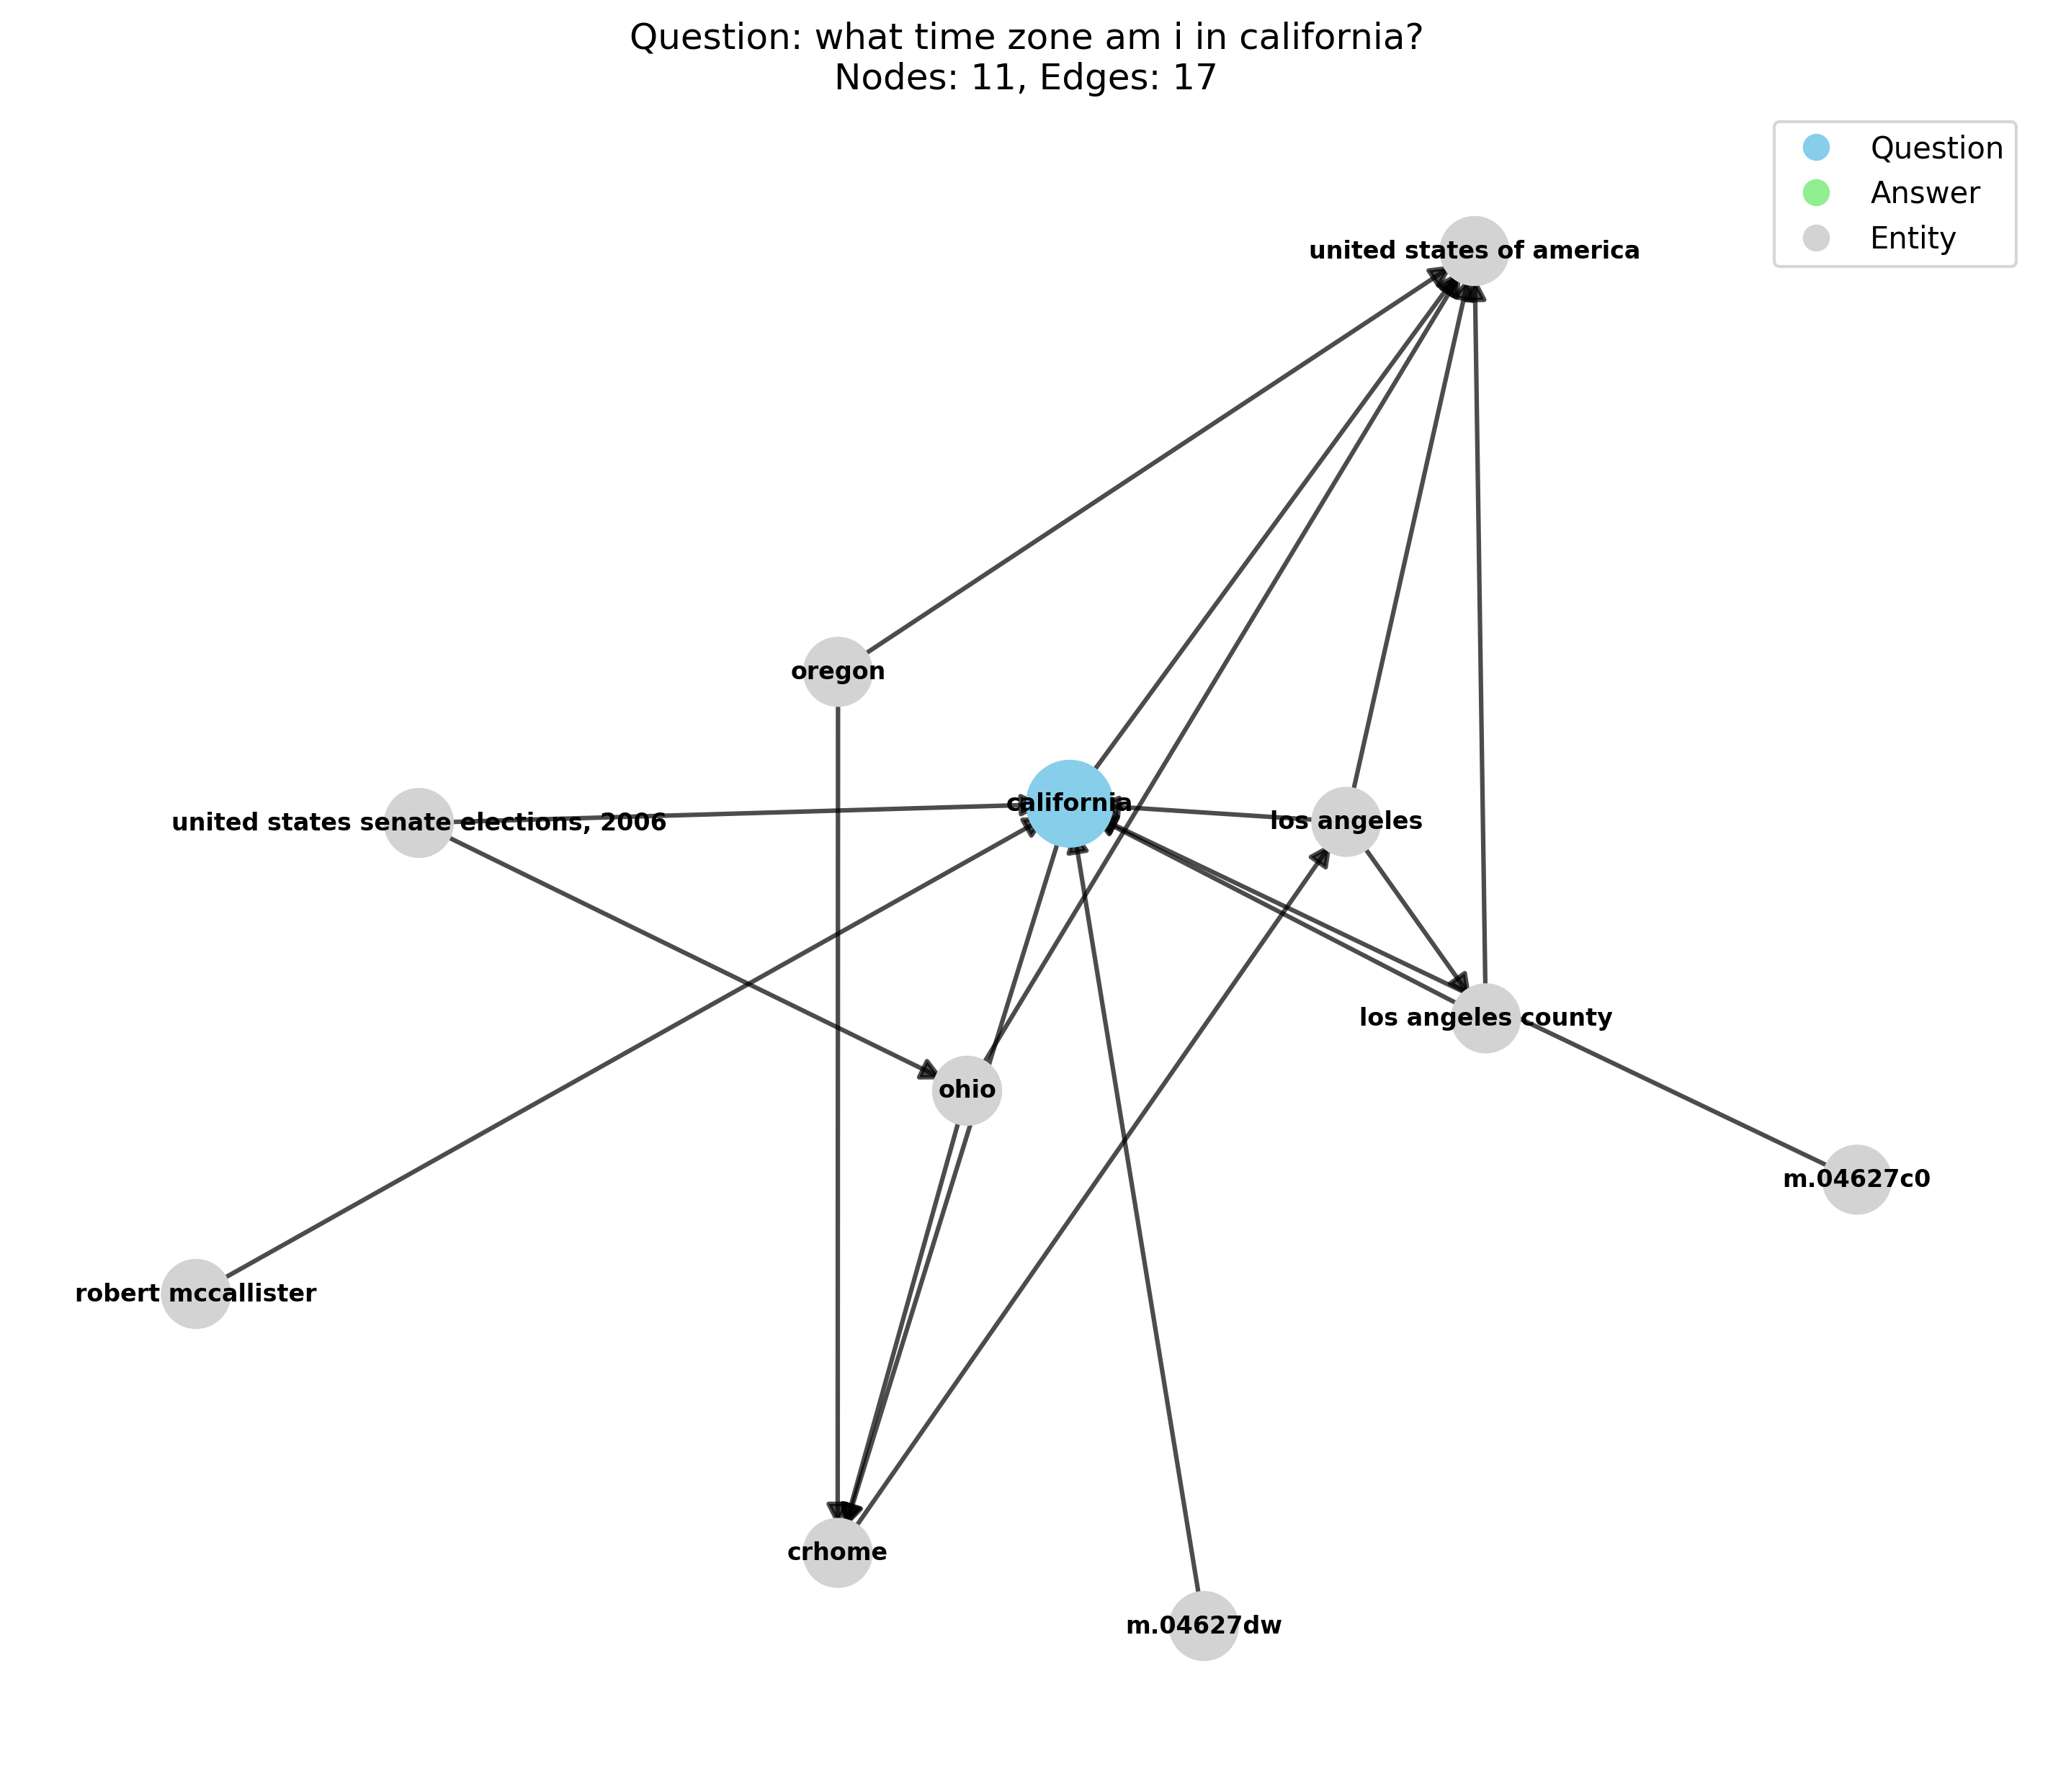 Question: what time zone am i in california?
Nodes: 11, Edges: 17
Question
Answer
Entity
united states of america
oregon
california
los angeles
united states senate elections, 2006
los angeles county
ohio
m.04627c0
robert mccallister
crhome
m.04627dw